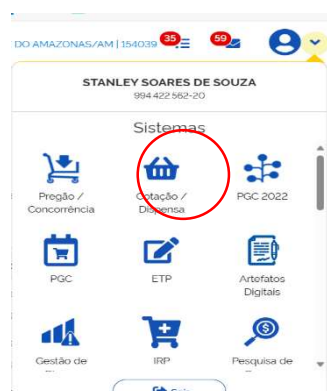 DO AMAZONAS/AM | 154039 35 59
STANLEY SOARES DE SOUZA
994 422 562-20
Sistemas
Pregão / Concorrência
Cotação / Dispensa
PGC 2022
PGC
ETP
Artefatos Digitais
Gestão de
IRP
Pesquisa de
Sair